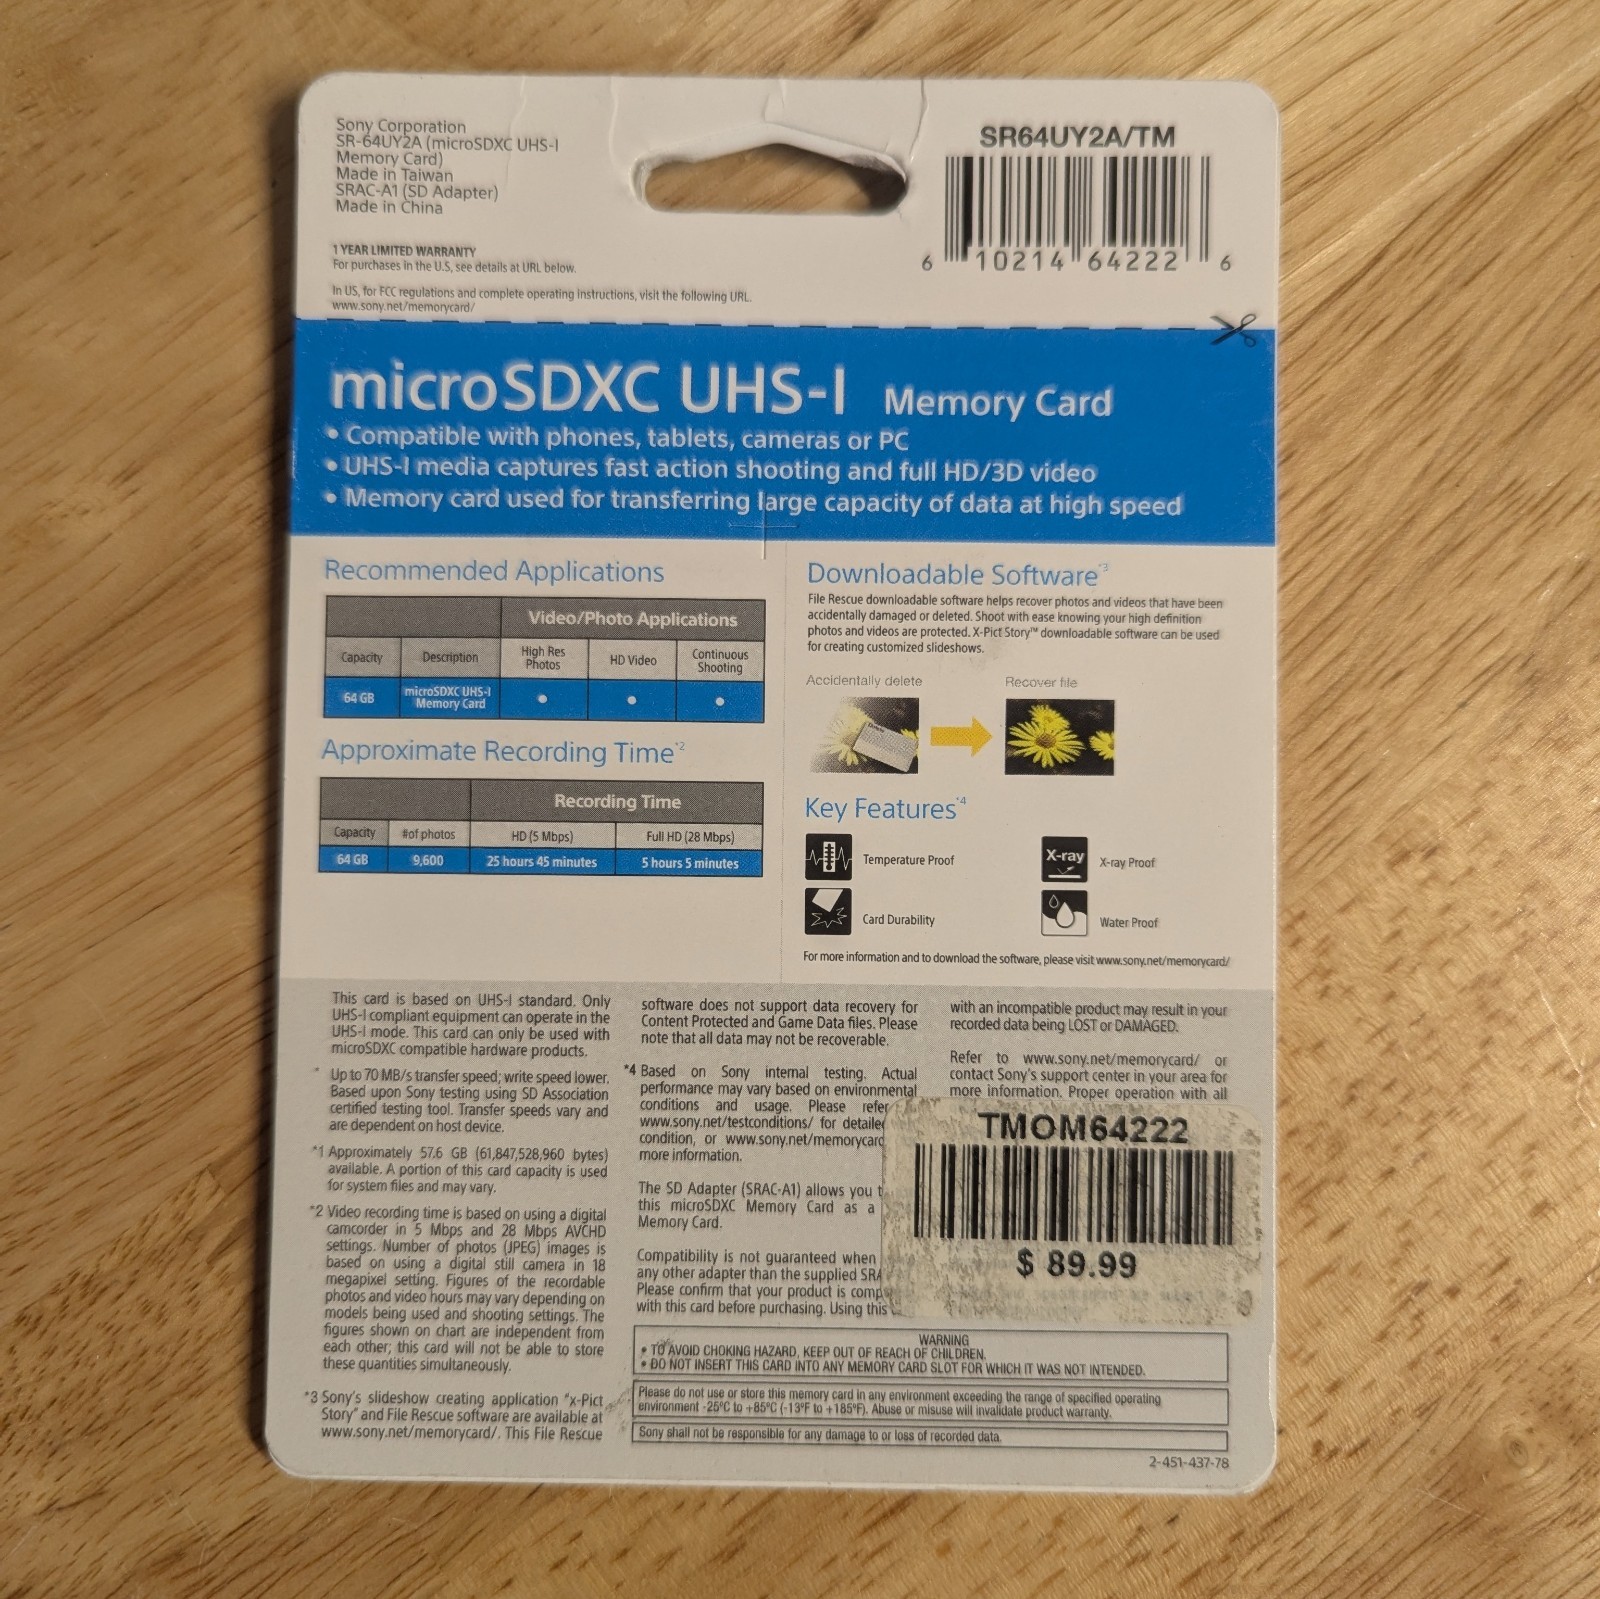 Sony Corporation
SR-64UY2A (microSDXC UHS-I
Memory Card)
Made in Taiwan
SRAC-A1 (SD Adapter)
Made in China
1 YEAR LIMITED WARRANTY
For purchases in the U.S, see details at URL below.
In US, for FCC regulations and complete operating instructions, visit the following URL.
www.sony.net/memorycard/
SR64UY2A/TM
6 10214 64222 6
microSDXC UHS-I Memory Card
• Compatible with phones, tablets, cameras or PC
• UHS-I media captures fast action shooting and full HD/3D video
• Memory card used for transferring large capacity of data at high speed
Recommended Applications
Video/Photo Applications
Capacity Description High Res Photos HD Video Continuous Shooting
64 GB microSDXC UHS-I Memory Card • • •
Approximate Recording Time*2
Recording Time
Capacity #of photos HD (5 Mbps) Full HD (28 Mbps)
64 GB 9,600 25 hours 45 minutes 5 hours 5 minutes
Downloadable Software*3
File Rescue downloadable software helps recover photos and videos that have been
accidentally damaged or deleted. Shoot with ease knowing your high definition
photos and videos are protected. X-Pict Story™ downloadable software can be used
for creating customized slideshows.
Accidentally delete Recover file
Key Features*4
Temperature Proof
X-ray X-ray Proof
Card Durability
Water Proof
For more information and to download the software, please visit www.sony.net/memorycard/
This card is based on UHS-I standard. Only
UHS-I compliant equipment can operate in the
UHS-I mode. This card can only be used with
microSDXC compatible hardware products.
* Up to 70 MB/s transfer speed; write speed lower.
Based upon Sony testing using SD Association
certified testing tool. Transfer speeds vary and
are dependent on host device.
*1 Approximately 57.6 GB (61,847,528,960 bytes)
available. A portion of this card capacity is used
for system files and may vary.
*2 Video recording time is based on using a digital
camcorder in 5 Mbps and 28 Mbps AVCHD
settings. Number of photos (JPEG) images is
based on using a digital still camera in 18
megapixel setting. Figures of the recordable
photos and video hours may vary depending on
models being used and shooting settings. The
figures shown on chart are independent from
each other; this card will not be able to store
these quantities simultaneously.
*3 Sony's slideshow creating application "x-Pict
Story" and File Rescue software are available at
www.sony.net/memorycard/. This File Rescue
software does not support data recovery for
Content Protected and Game Data files. Please
note that all data may not be recoverable.
*4 Based on Sony internal testing. Actual
performance may vary based on environmental
conditions and usage. Please refer
www.sony.net/testconditions/ for detailed
condition, or www.sony.net/memorycard
more information.
The SD Adapter (SRAC-A1) allows you t
this microSDXC Memory Card as a
Memory Card.
Compatibility is not guaranteed when
any other adapter than the supplied SRA
Please confirm that your product is comp
with this card before purchasing. Using this
with an incompatible product may result in your
recorded data being LOST or DAMAGED.
Refer to www.sony.net/memorycard/ or
contact Sony's support center in your area for
more information. Proper operation with all
TMOM64222
$ 89.99
WARNING
• TO AVOID CHOKING HAZARD, KEEP OUT OF REACH OF CHILDREN.
• DO NOT INSERT THIS CARD INTO ANY MEMORY CARD SLOT FOR WHICH IT WAS NOT INTENDED.
Please do not use or store this memory card in any environment exceeding the range of specified operating
environment -25°C to +85°C (-13°F to +185°F). Abuse or misuse will invalidate product warranty.
Sony shall not be responsible for any damage to or loss of recorded data.
2-451-437-78